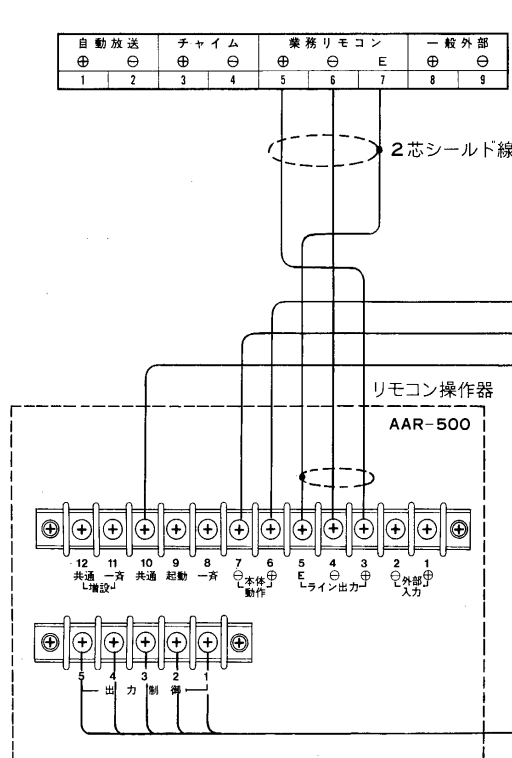 自動放送 チャイム 業務リモコン 一般外部
⊕ ⊖ ⊕ ⊖ ⊕ ⊖ E ⊕ ⊖
1 2 3 4 5 6 7 8 9
2芯シールド線
リモコン操作器
AAR-500
12 11 10 9 8 7 6 5 4 3 2 1
共通 一斉 共通 起動 一斉 ⊖ 本体 ⊕ E ⊖ ⊕ ⊖ 外部 ⊕
増設 動作 ライン出力 入力
5 4 3 2 1
出力制御